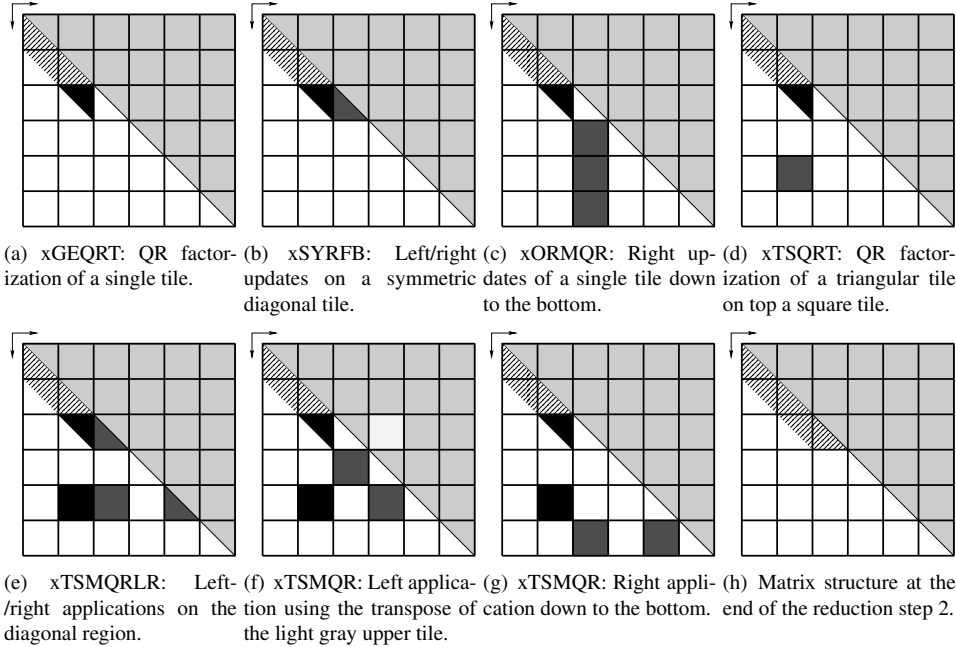 (a) xGEQRT: QR factor-
ization of a single tile.
(b) xSYRFB: Left/right
updates on a symmetric
diagonal tile.
(c) xORMQR: Right up-
dates of a single tile down
to the bottom.
(d) xTSQRT: QR factor-
ization of a triangular tile
on top a square tile.
(e) xTSMQRLR: Left-
/right applications on the
diagonal region.
(f) xTSMQR: Left applica-
tion using the transpose of
the light gray upper tile.
(g) xTSMQR: Right appli-
cation down to the bottom.
(h) Matrix structure at the
end of the reduction step 2.